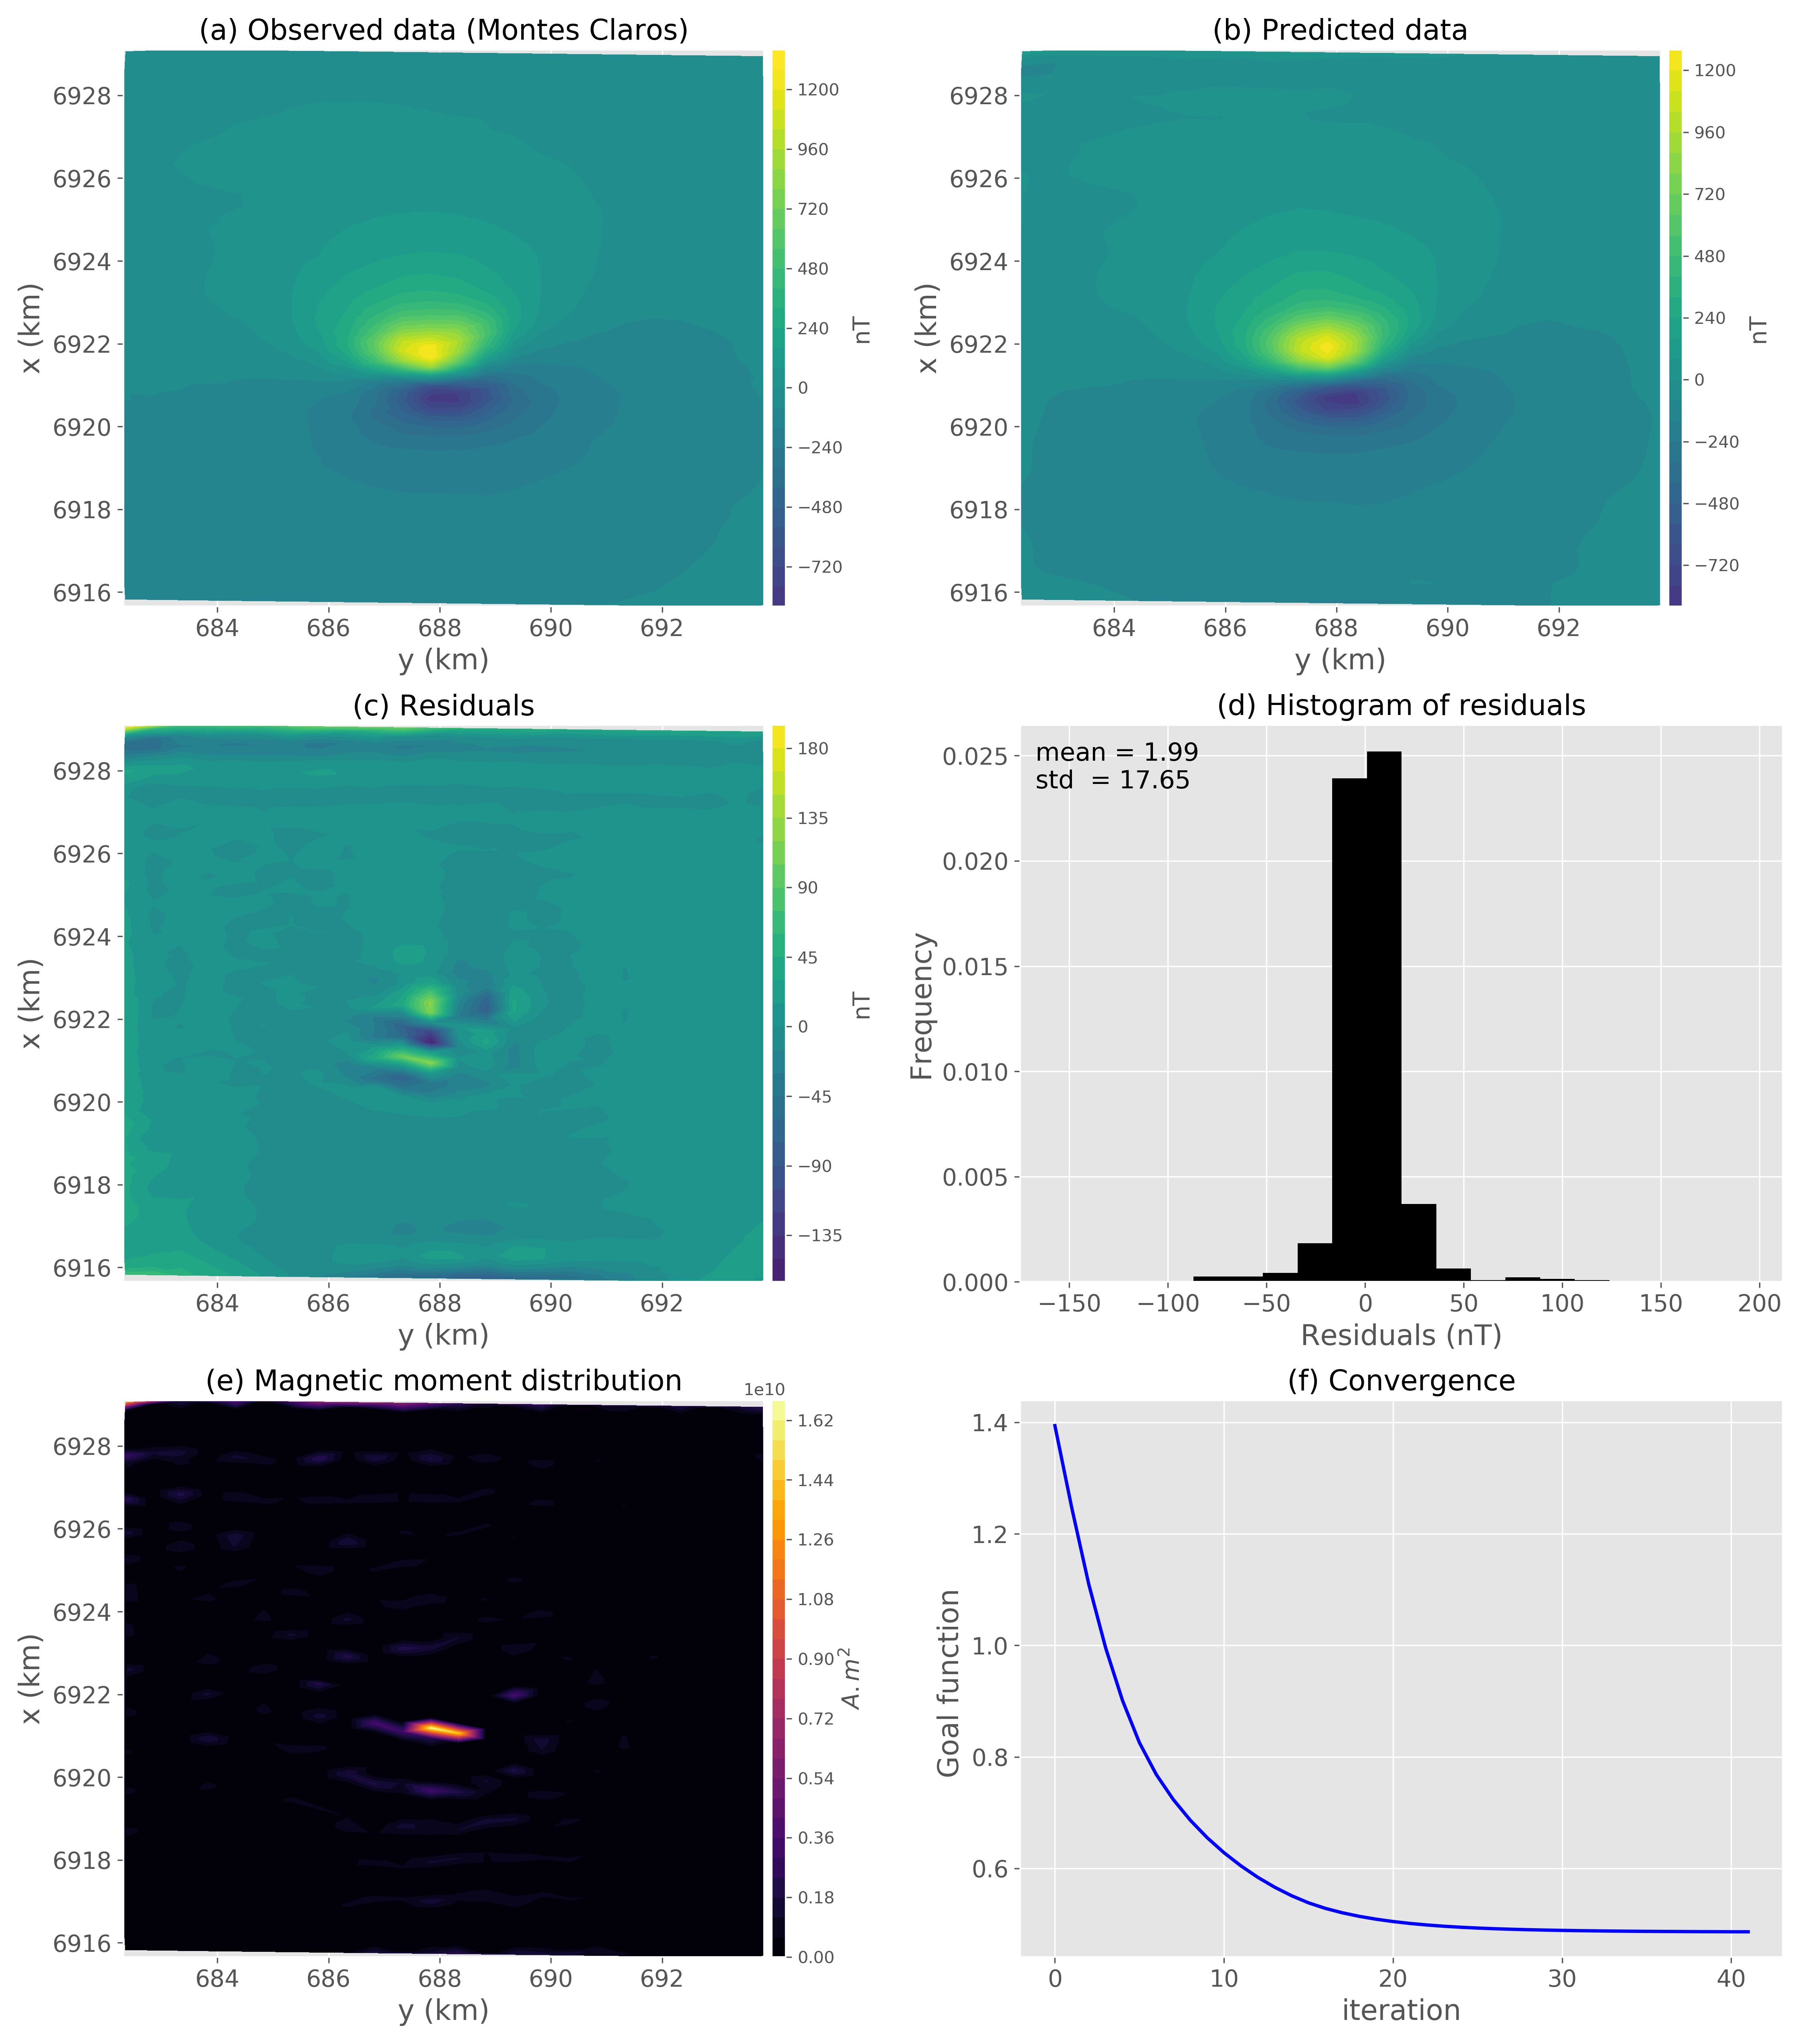 (a) Observed data (Montes Claros)
6928
6926
6924
6922
6920
6918
6916
x (km)
684 686 688 690 692
y (km)
1200
960
720
480
240
0
−240
−480
−720
nT
(b) Predicted data
6928
6926
6924
6922
6920
6918
6916
x (km)
684 686 688 690 692
y (km)
1200
960
720
480
240
0
−240
−480
−720
nT
(c) Residuals
6928
6926
6924
6922
6920
6918
6916
x (km)
684 686 688 690 692
y (km)
180
135
90
45
0
−45
−90
−135
nT
(d) Histogram of residuals
mean = 1.99
std = 17.65
0.025
0.020
0.015
0.010
0.005
0.000
Frequency
−150 −100 −50 0 50 100 150 200
Residuals (nT)
(e) Magnetic moment distribution
1e10
6928
6926
6924
6922
6920
6918
6916
x (km)
684 686 688 690 692
y (km)
1.62
1.44
1.26
1.08
0.90
0.72
0.54
0.36
0.18
0.00
A.m²
(f) Convergence
1.4
1.2
1.0
0.8
0.6
Goal function
0 10 20 30 40
iteration